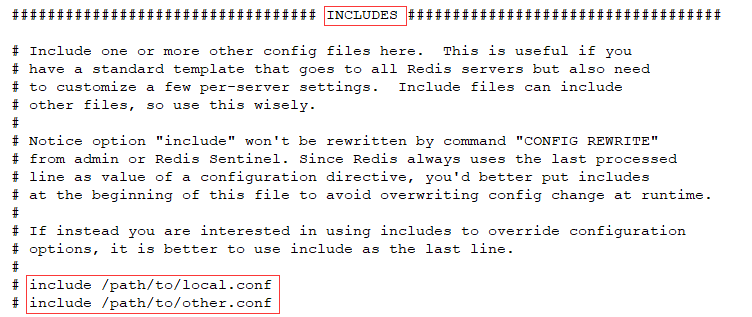 ################################## INCLUDES ###################################
# Include one or more other config files here.  This is useful if you
# have a standard template that goes to all Redis servers but also need
# to customize a few per-server settings.  Include files can include
# other files, so use this wisely.
#
# Notice option "include" won't be rewritten by command "CONFIG REWRITE"
# from admin or Redis Sentinel. Since Redis always uses the last processed
# line as value of a configuration directive, you'd better put includes
# at the beginning of this file to avoid overwriting config change at runtime.
#
# If instead you are interested in using includes to override configuration
# options, it is better to use include as the last line.
#
# include /path/to/local.conf
# include /path/to/other.conf